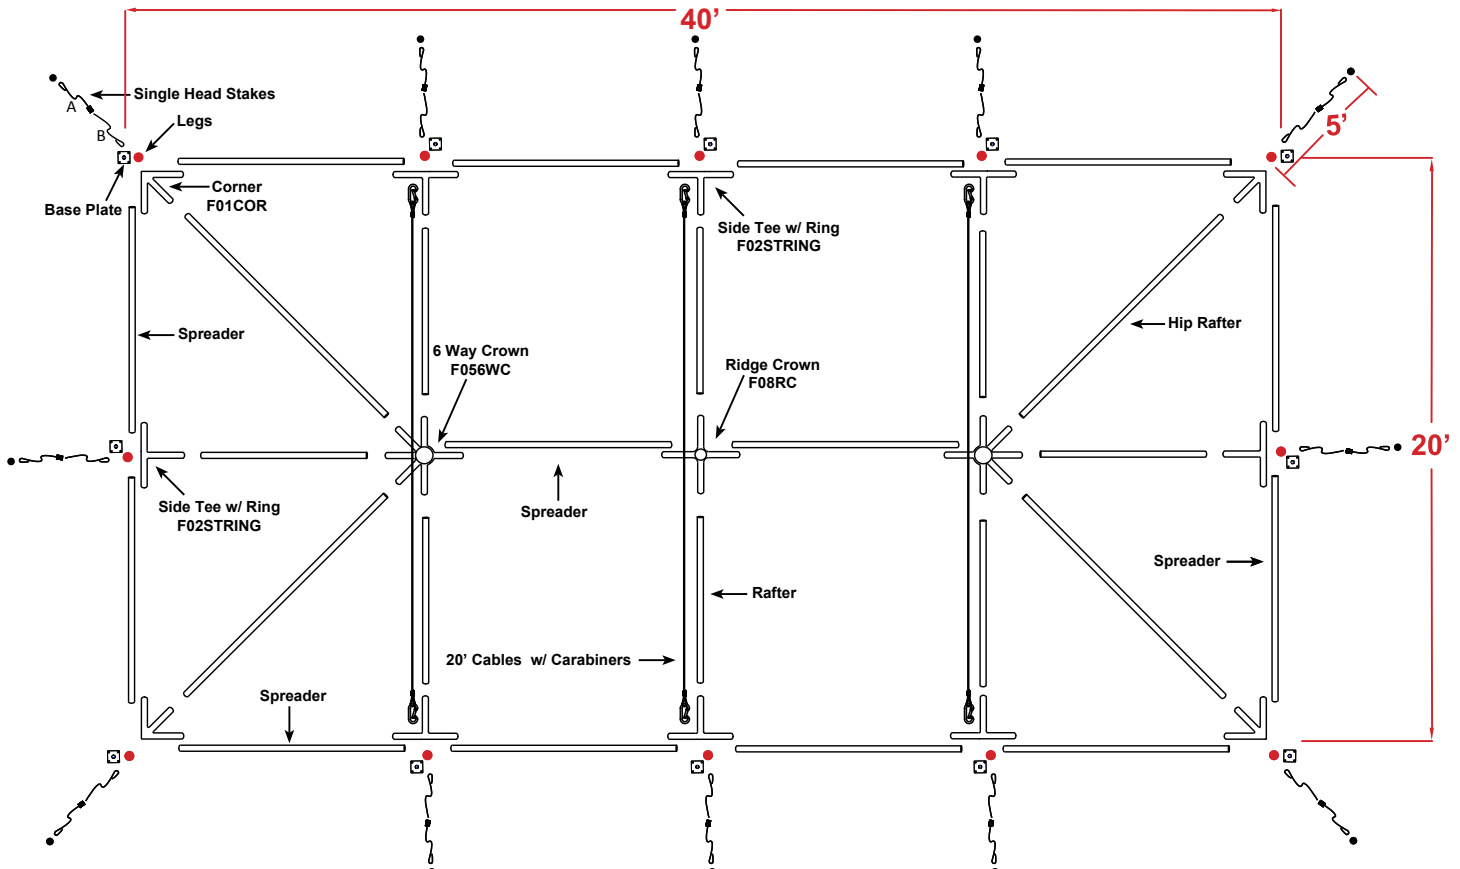 40’
Single Head Stakes
A
B
Legs
5’
Corner
F01COR
Base Plate
Side Tee w/ Ring
F02STRING
Spreader
Hip Rafter
6 Way Crown
F056WC
Ridge Crown
F08RC
20’
Side Tee w/ Ring
F02STRING
Spreader
Spreader
Rafter
20’ Cables w/ Carabiners
Spreader